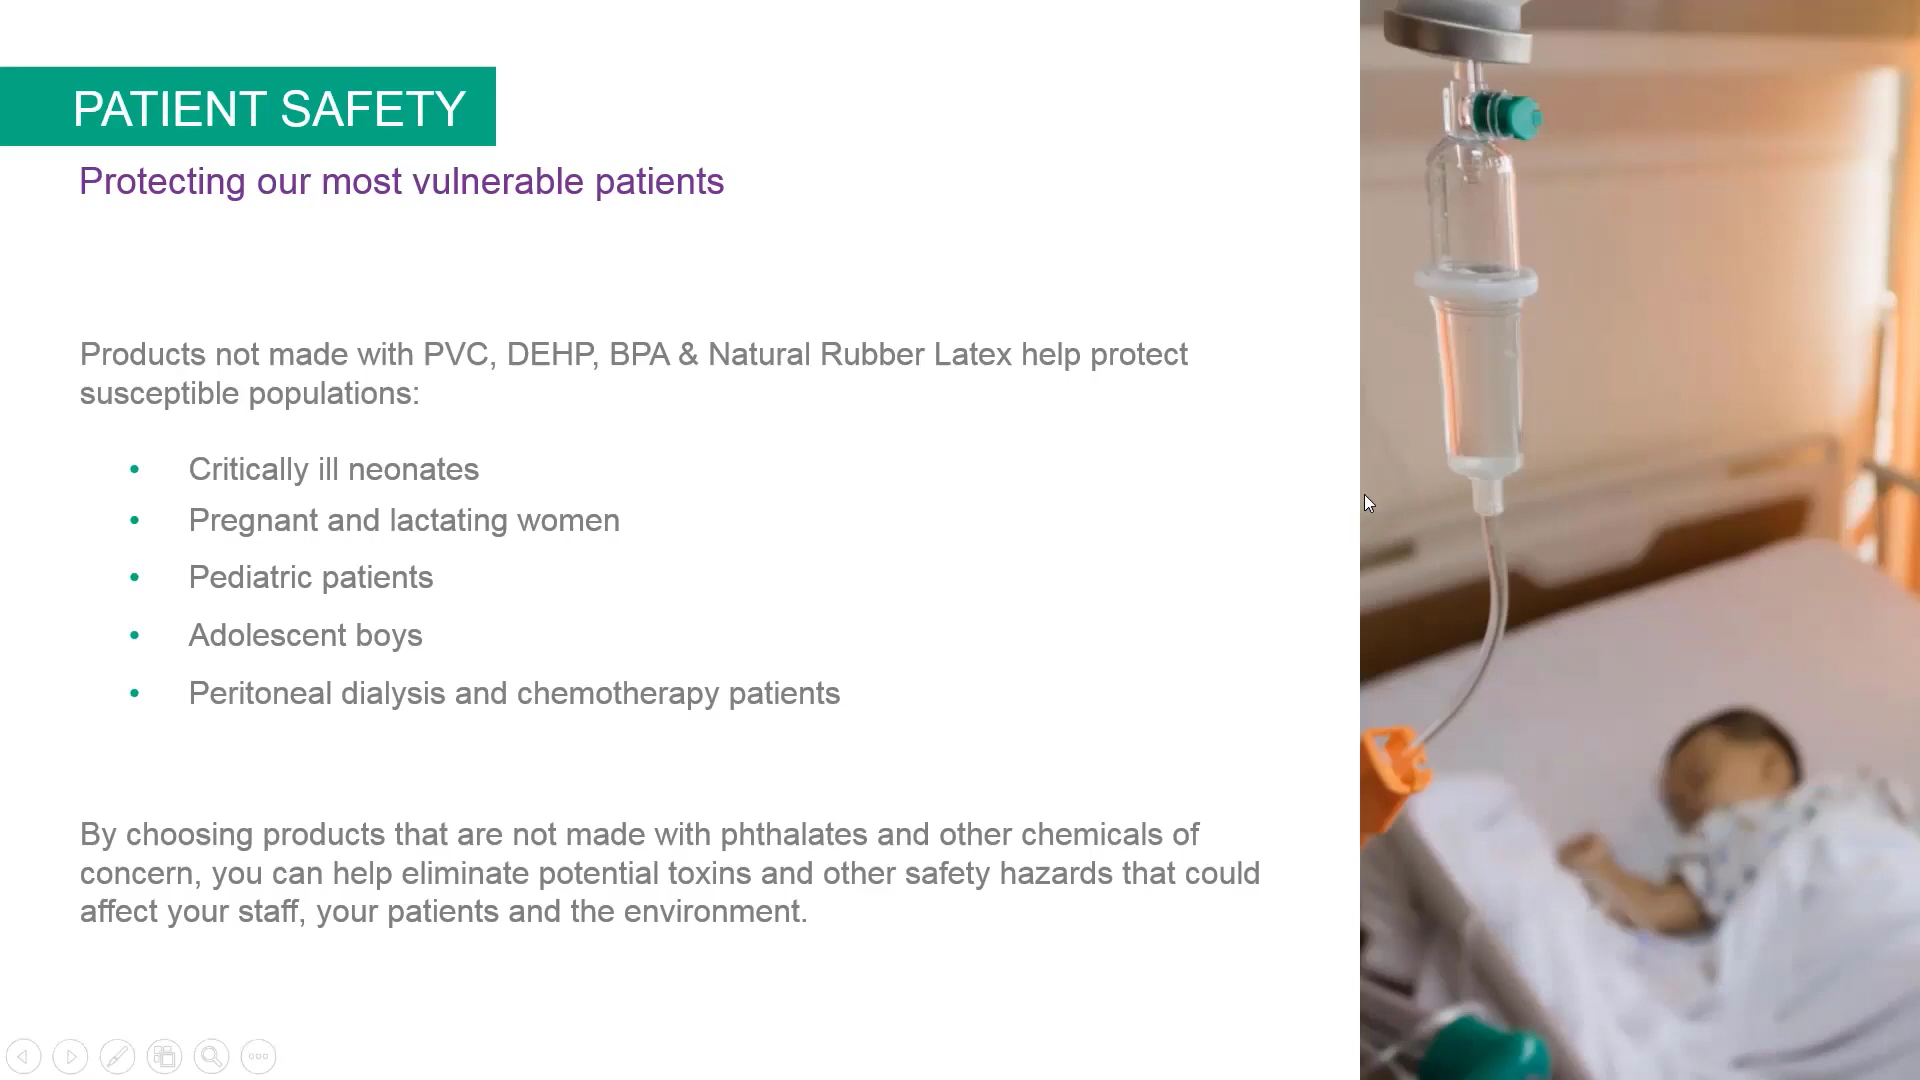 PATIENT SAFETY
Protecting our most vulnerable patients
Products not made with PVC, DEHP, BPA & Natural Rubber Latex help protect
susceptible populations:
• Critically ill neonates
• Pregnant and lactating women
• Pediatric patients
• Adolescent boys
• Peritoneal dialysis and chemotherapy patients
By choosing products that are not made with phthalates and other chemicals of
concern, you can help eliminate potential toxins and other safety hazards that could
affect your staff, your patients and the environment.